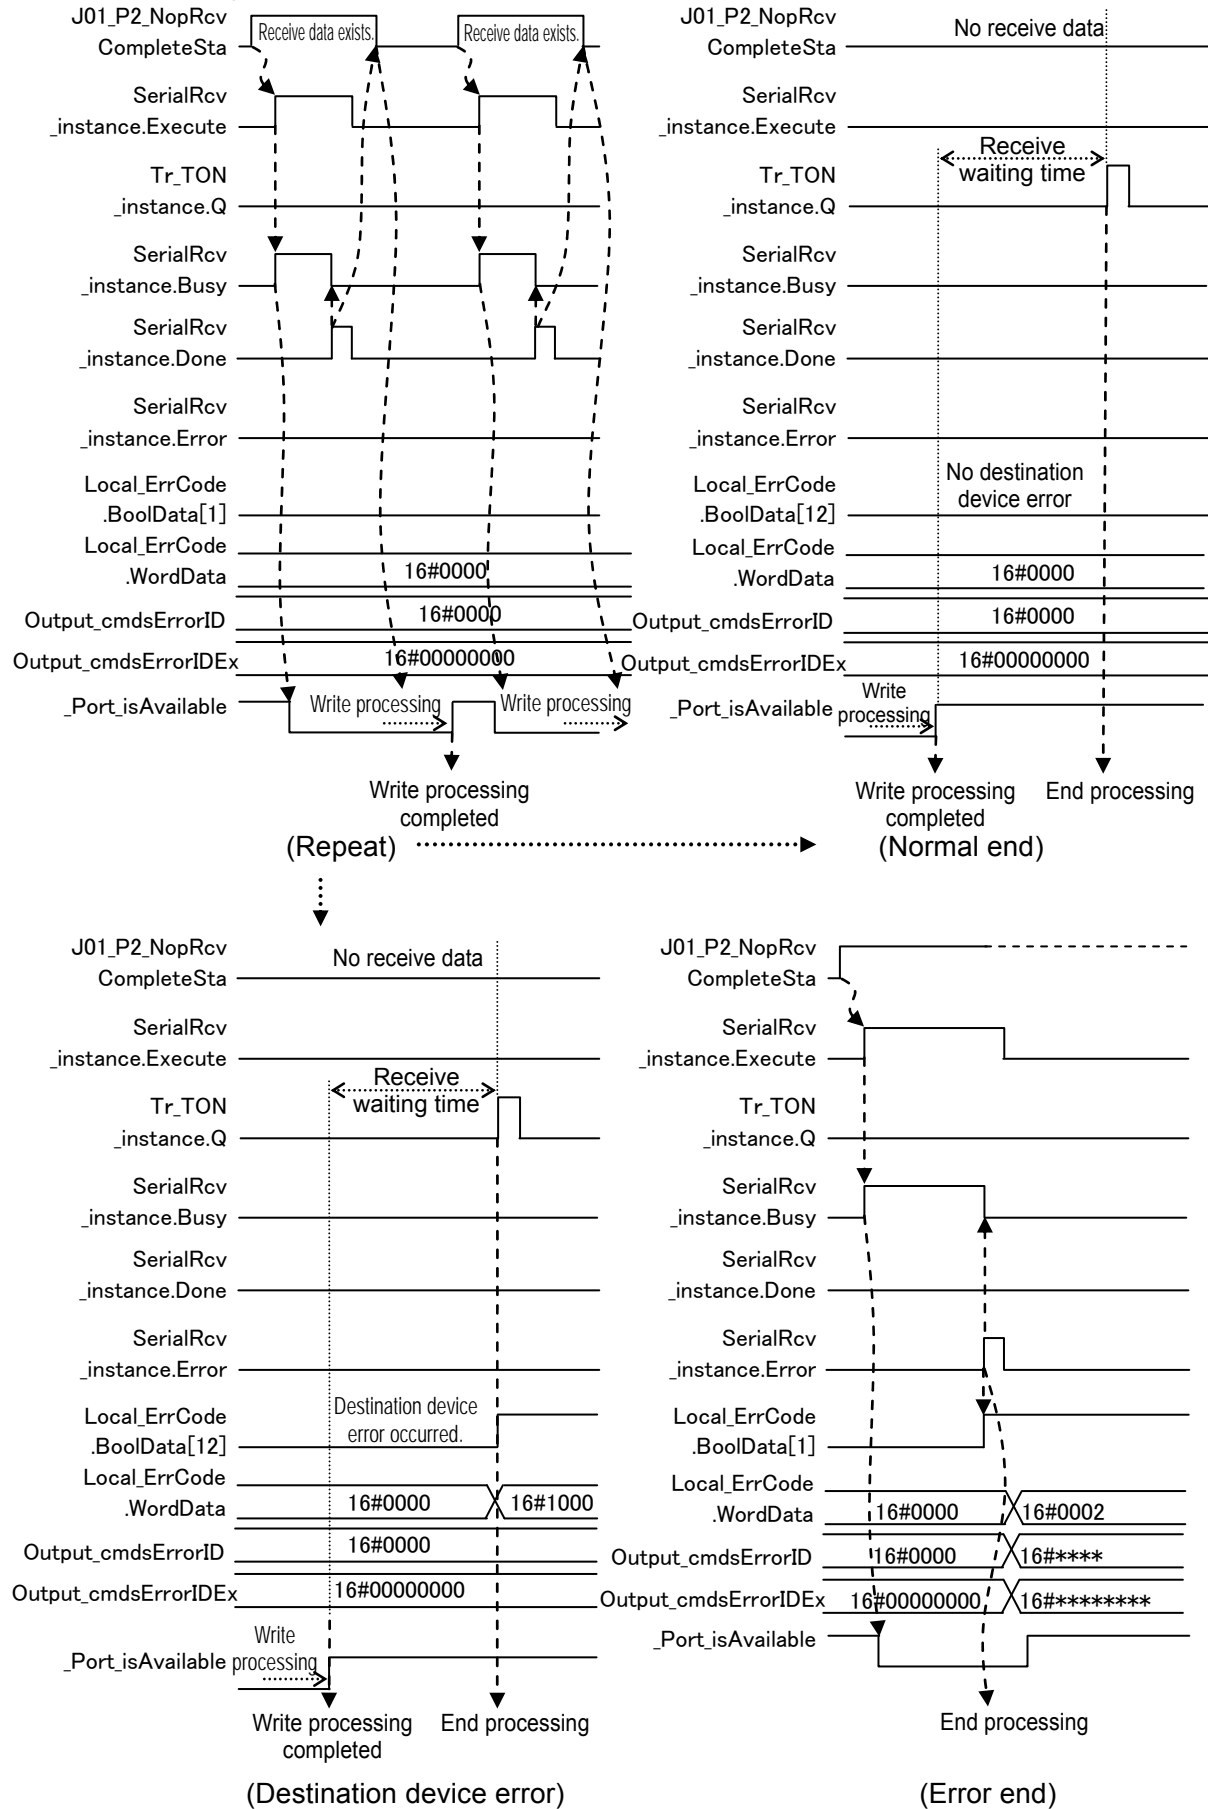 J01_P2_NopRcv
CompleteSta
Receive data exists.
Receive data exists.
SerialRcv
_instance.Execute
Tr_TON
_instance.Q
SerialRcv
_instance.Busy
SerialRcv
_instance.Done
SerialRcv
_instance.Error
Local_ErrCode
.BoolData[1]
Local_ErrCode
.WordData
16#0000
Output_cmdsErrorID
16#0000
Output_cmdsErrorIDEx
16#00000000
_Port_isAvailable
Write processing
Write processing
Write processing
completed
(Repeat)
J01_P2_NopRcv
CompleteSta
No receive data
SerialRcv
_instance.Execute
Receive
waiting time
Tr_TON
_instance.Q
SerialRcv
_instance.Busy
SerialRcv
_instance.Done
SerialRcv
_instance.Error
Local_ErrCode
.BoolData[12]
No destination
device error
Local_ErrCode
.WordData
16#0000
Output_cmdsErrorID
16#0000
Output_cmdsErrorIDEx
16#00000000
_Port_isAvailable
Write
processing
Write processing
completed
End processing
(Normal end)
J01_P2_NopRcv
CompleteSta
No receive data
SerialRcv
_instance.Execute
Receive
waiting time
Tr_TON
_instance.Q
SerialRcv
_instance.Busy
SerialRcv
_instance.Done
SerialRcv
_instance.Error
Local_ErrCode
.BoolData[12]
Destination device
error occurred.
Local_ErrCode
.WordData
16#0000
16#1000
Output_cmdsErrorID
16#0000
Output_cmdsErrorIDEx
16#00000000
_Port_isAvailable
Write
processing
Write processing
completed
End processing
(Destination device error)
J01_P2_NopRcv
CompleteSta
SerialRcv
_instance.Execute
Tr_TON
_instance.Q
SerialRcv
_instance.Busy
SerialRcv
_instance.Done
SerialRcv
_instance.Error
Local_ErrCode
.BoolData[1]
Local_ErrCode
.WordData
16#0000
16#0002
Output_cmdsErrorID
16#0000
16#****
Output_cmdsErrorIDEx
16#00000000
16#********
_Port_isAvailable
End processing
(Error end)